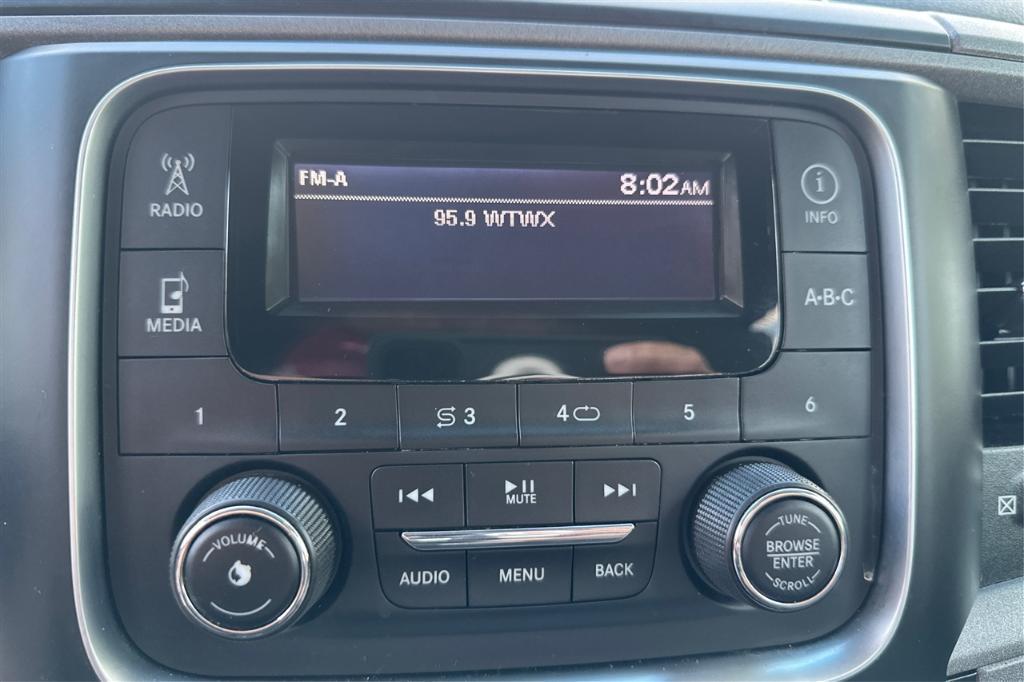 FM-A 8:02AM
95.9 WTWX
RADIO
INFO
MEDIA
A·B·C
1 2 3 4 5 6
MUTE
VOLUME
AUDIO MENU BACK
TUNE
BROWSE
ENTER
SCROLL